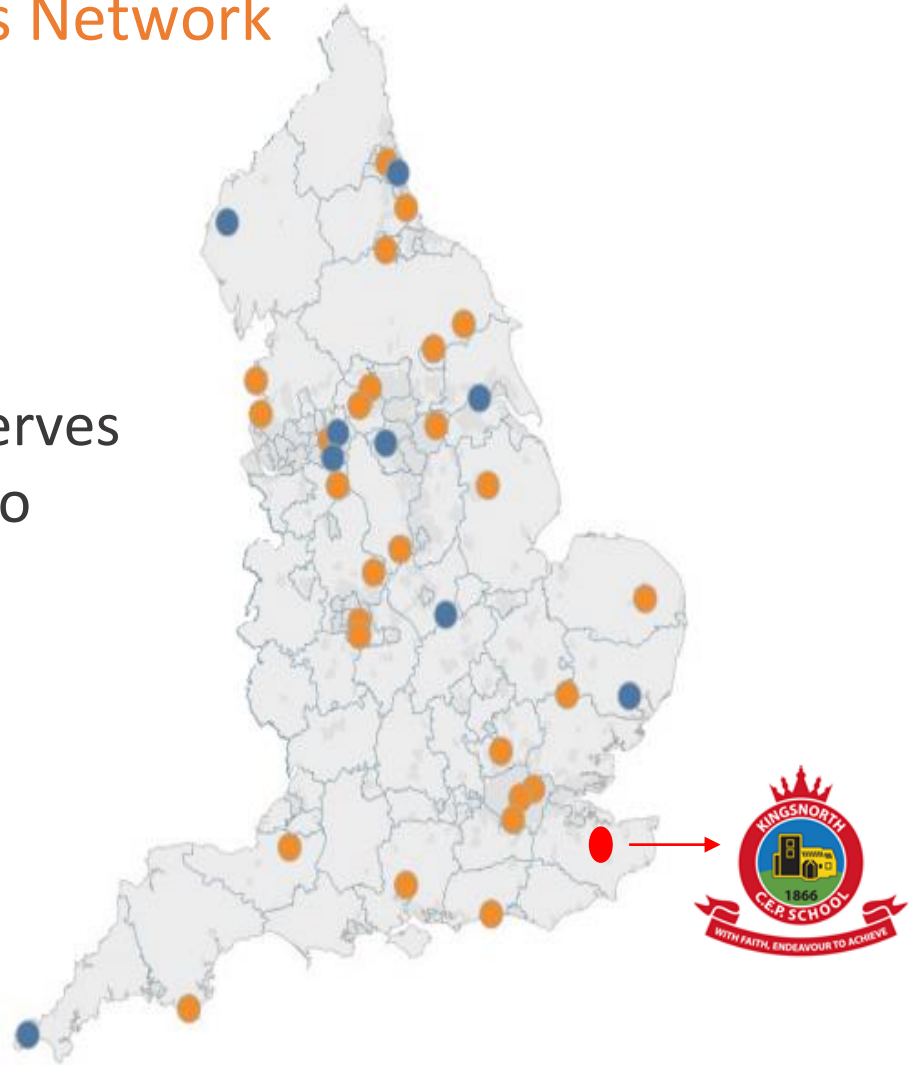 s Network
erves
o
KINGSNORTH
1866
C.E.P. SCHOOL
WITH FAITH, ENDEAVOUR TO ACHIEVE